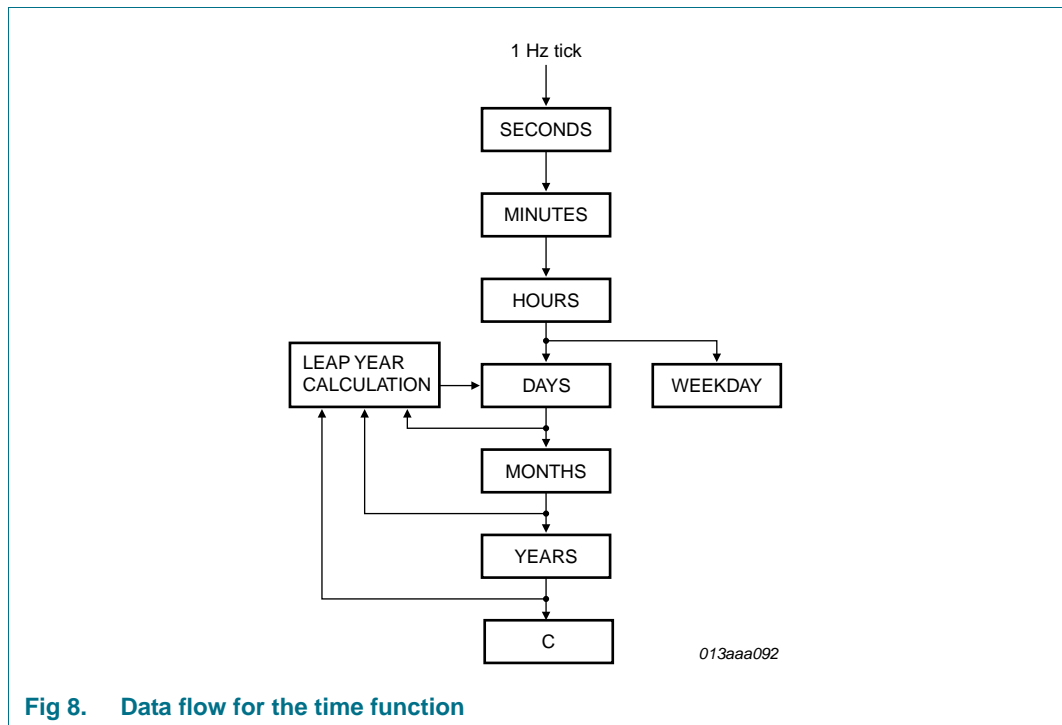 1 Hz tick
SECONDS
MINUTES
HOURS
LEAP YEAR
CALCULATION
DAYS
WEEKDAY
MONTHS
YEARS
C
013aaa092
Fig 8. Data flow for the time function